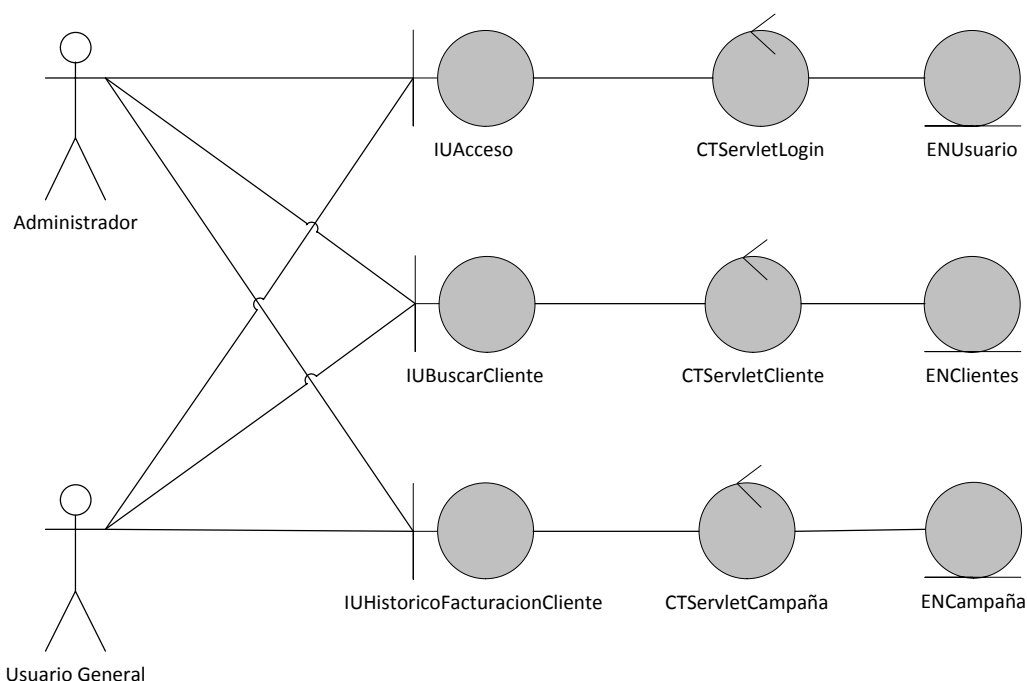 IUAcceso
CTServletLogin
ENUsuario
Administrador
IUBuscarCliente
CTServletCliente
ENClientes
IUHistoricoFacturacionCliente
CTServletCampaña
ENCampaña
Usuario General